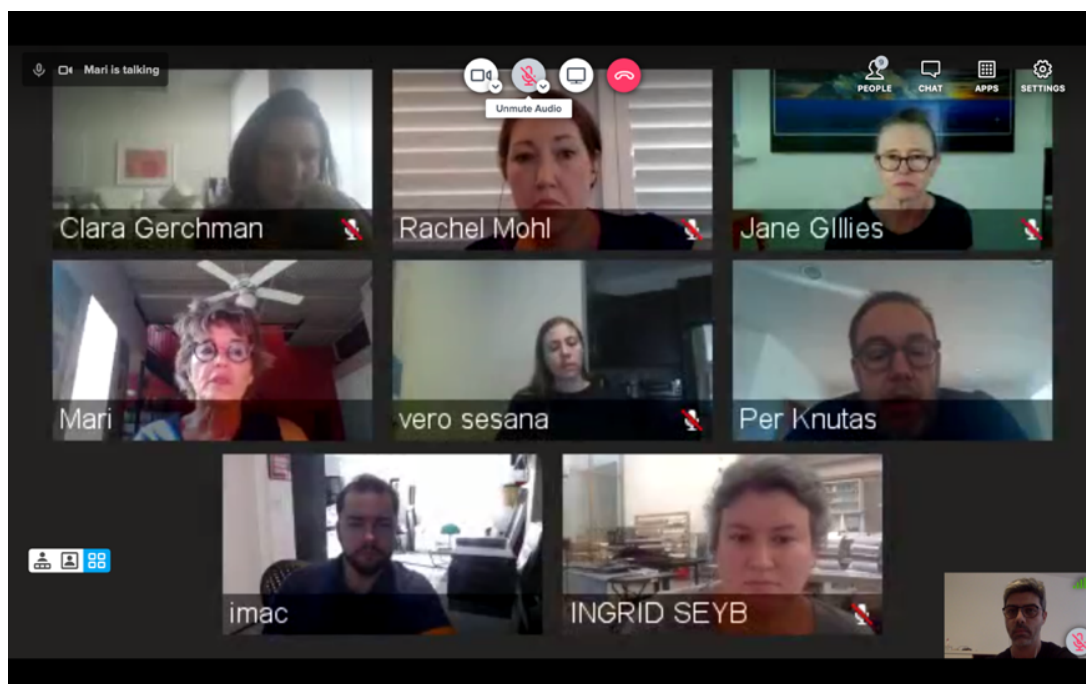 Mari is talking
Unmute Audio
PEOPLE
CHAT
APPS
SETTINGS
Clara Gerchman
Rachel Mohl
Jane GIllies
Mari
vero sesana
Per Knutas
imac
INGRID SEYB